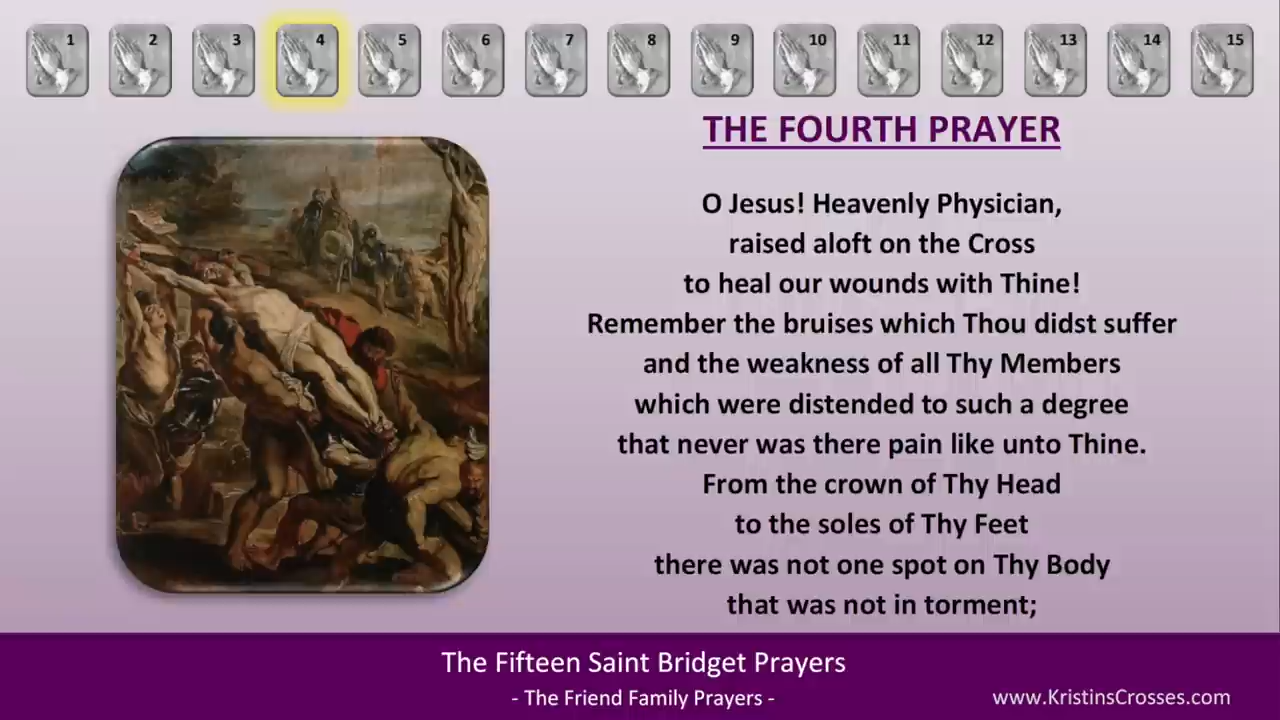 1 2 3 4 5 6 7 8 9 10 11 12 13 14 15
THE FOURTH PRAYER
O Jesus! Heavenly Physician,
raised aloft on the Cross
to heal our wounds with Thine!
Remember the bruises which Thou didst suffer
and the weakness of all Thy Members
which were distended to such a degree
that never was there pain like unto Thine.
From the crown of Thy Head
to the soles of Thy Feet
there was not one spot on Thy Body
that was not in torment;
The Fifteen Saint Bridget Prayers
- The Friend Family Prayers -
www.KristinsCrosses.com